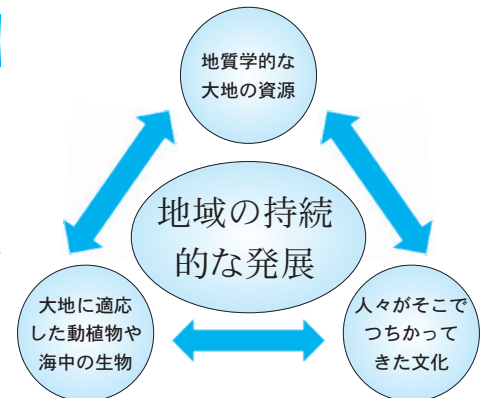 地質学的な
大地の資源
地域の持続
的な発展
大地に適応
した動植物や
海中の生物
人々がそこで
つちかって
きた文化